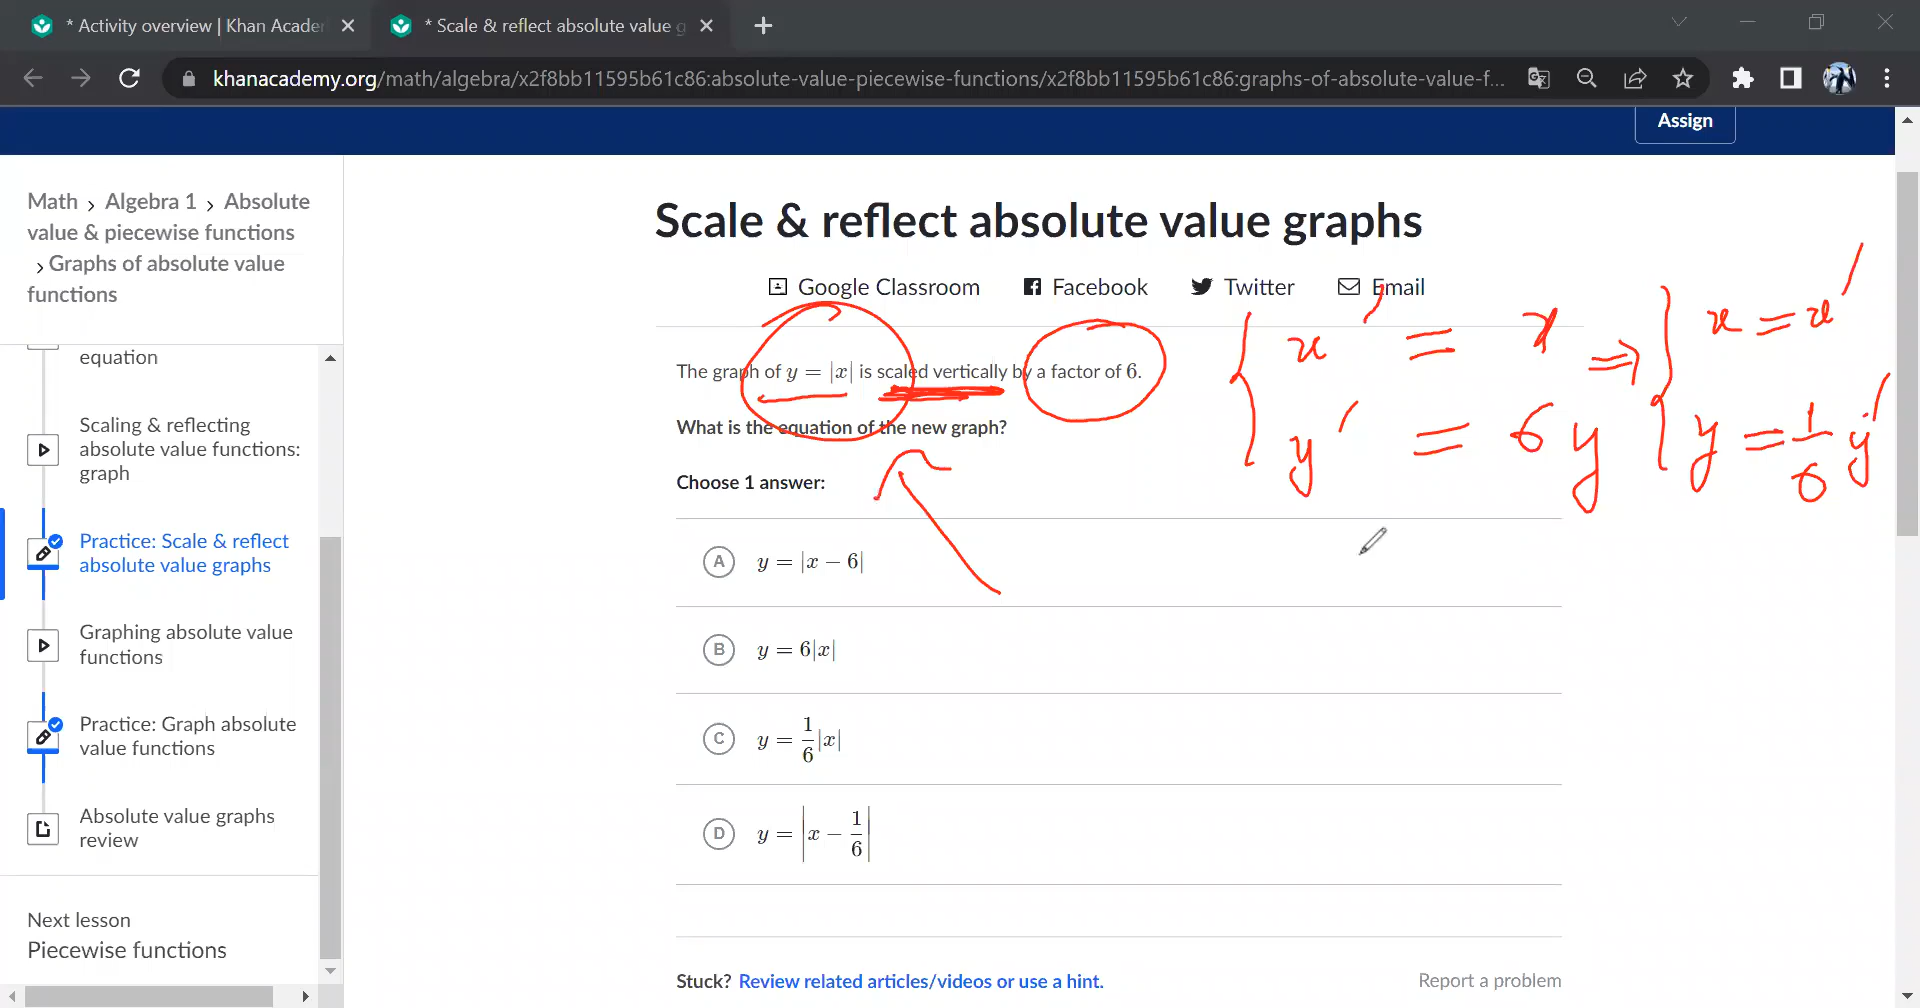 * Activity overview | Khan Acade
* Scale & reflect absolute value g
khanacademy.org/math/algebra/x2f8bb11595b61c86:absolute-value-piecewise-functions/x2f8bb11595b61c86:graphs-of-absolute-value-f...
Assign
Math › Algebra 1 › Absolute
value & piecewise functions
› Graphs of absolute value
functions
equation
Scaling & reflecting
absolute value functions:
graph
Practice: Scale & reflect
absolute value graphs
Graphing absolute value
functions
Practice: Graph absolute
value functions
Absolute value graphs
review
Next lesson
Piecewise functions
Scale & reflect absolute value graphs
Google Classroom Facebook Twitter Email
The graph of y = |x| is scaled vertically by a factor of 6.
What is the equation of the new graph?
Choose 1 answer:
A y = |x − 6|
B y = 6|x|
C y = 1/6|x|
D y = |x − 1/6|
Stuck? Review related articles/videos or use a hint.
Report a problem
{ x' = x ⇒ { x = x'
y' = 6y y = 1/6 y'